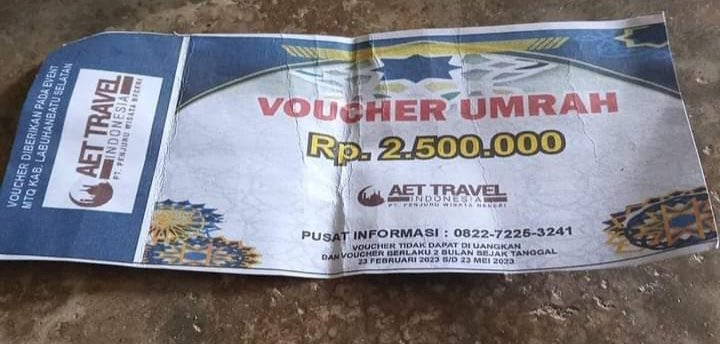 VOUCHER DIBERIKAN PADA EVENT
MTQ KAB. LABUHANBATU SELATAN
AET TRAVEL
INDONESIA
PT. PENJURU WISATA NEGERI
VOUCHER UMRAH
Rp. 2.500.000
AET TRAVEL
INDONESIA
PT. PENJURU WISATA NEGERI
PUSAT INFORMASI : 0822-7225-3241
VOUCHER TIDAK DAPAT DI UANGKAN
DAN VOUCHER BERLAKU 2 BULAN BEJAK TANGGAL
23 FEBRUARI 2023 S/D 23 MEI 2023